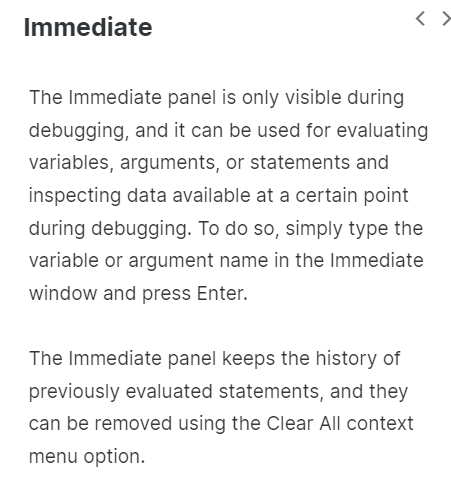 Immediate
The Immediate panel is only visible during
debugging, and it can be used for evaluating
variables, arguments, or statements and
inspecting data available at a certain point
during debugging. To do so, simply type the
variable or argument name in the Immediate
window and press Enter.
The Immediate panel keeps the history of
previously evaluated statements, and they
can be removed using the Clear All context
menu option.